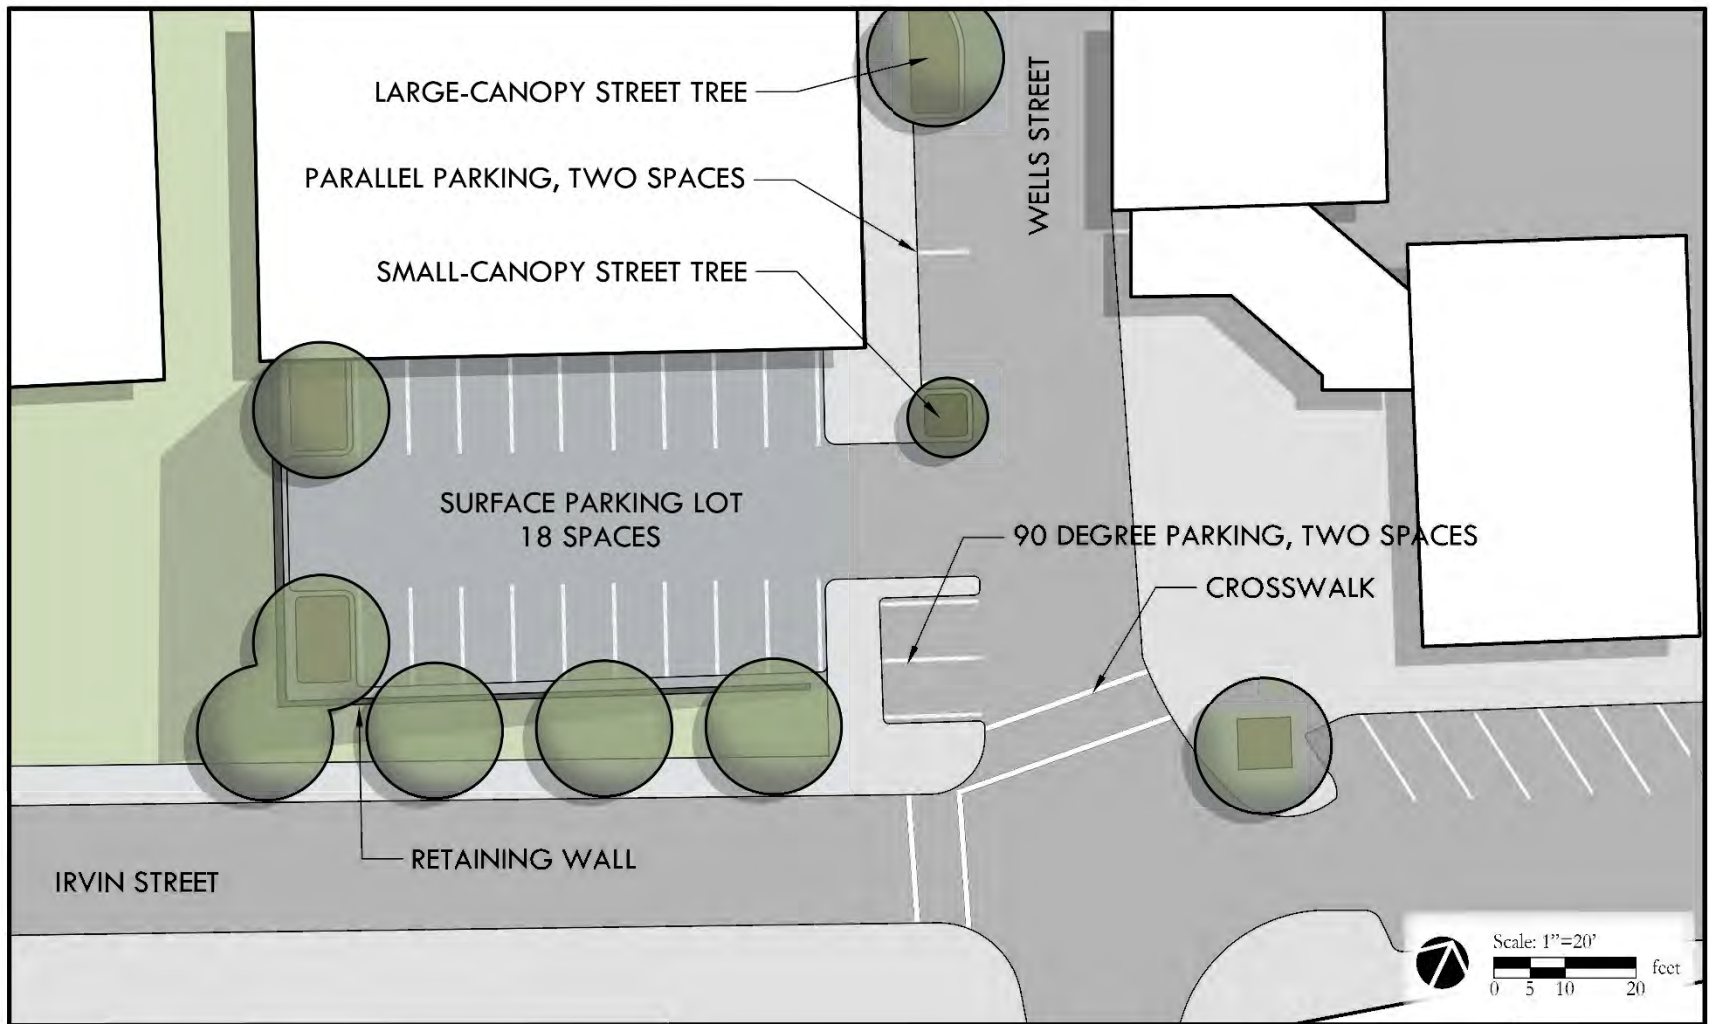 LARGE-CANOPY STREET TREE
WELLS STREET
PARALLEL PARKING, TWO SPACES
SMALL-CANOPY STREET TREE
SURFACE PARKING LOT
18 SPACES
90 DEGREE PARKING, TWO SPACES
CROSSWALK
RETAINING WALL
IRVIN STREET
Scale: 1"=20'
feet
0 5 10 20